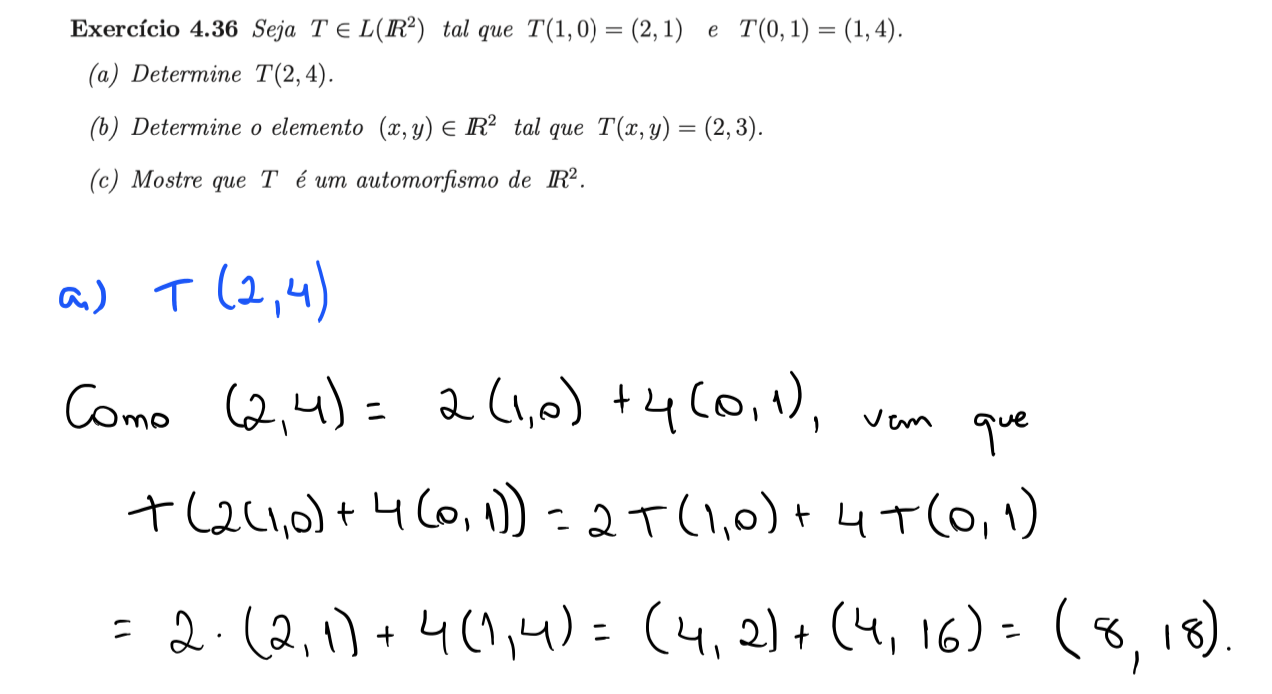 Exercício 4.36 Seja T ∈ L(ℝ²) tal que T(1, 0) = (2, 1) e T(0, 1) = (1, 4).
(a) Determine T(2, 4).
(b) Determine o elemento (x, y) ∈ ℝ² tal que T(x, y) = (2, 3).
(c) Mostre que T é um automorfismo de ℝ².
a) T (2,4)
Como (2,4) = 2(1,0) + 4(0,1), vem que
T(2(1,0) + 4(0,1)) = 2T(1,0) + 4T(0,1)
= 2·(2,1) + 4(1,4) = (4,2) + (4,16) = (8,18).